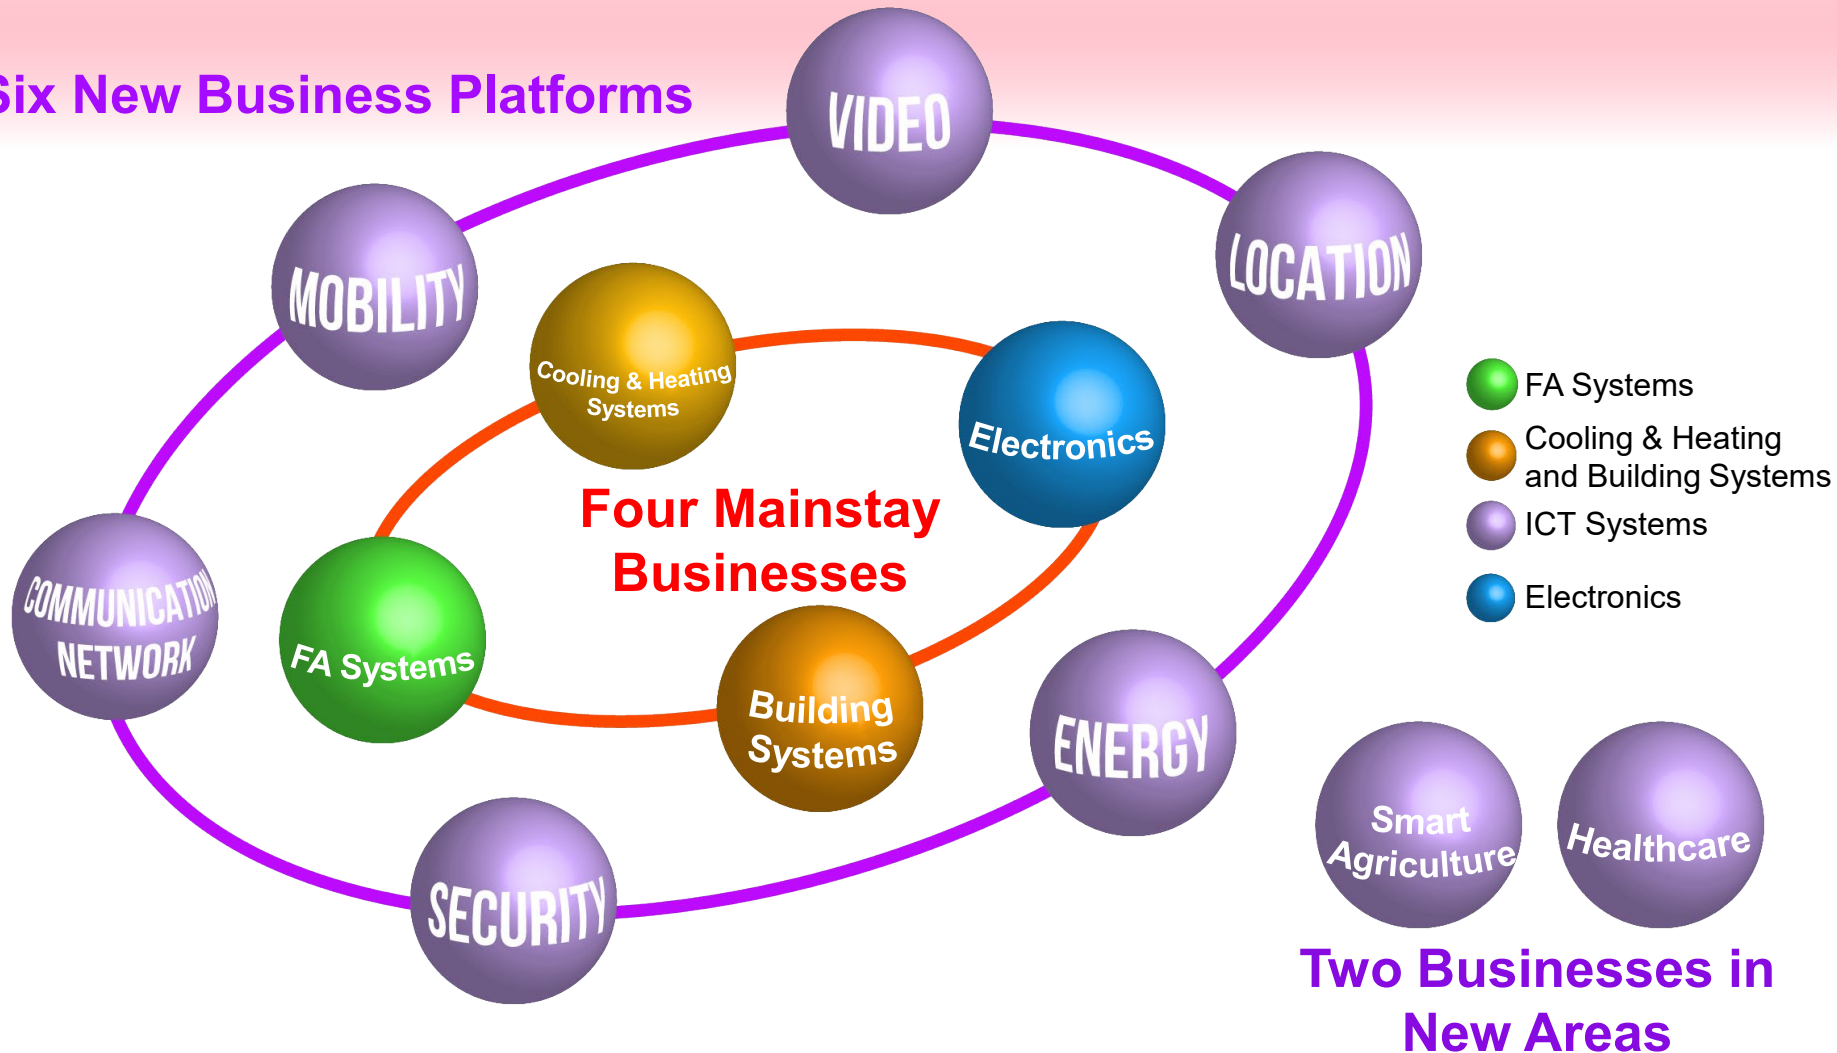 Six New Business Platforms
VIDEO
LOCATION
MOBILITY
Cooling & Heating
Systems
Electronics
FA Systems
Cooling & Heating
and Building Systems
ICT Systems
Electronics
Four Mainstay
Businesses
COMMUNICATION
NETWORK
FA Systems
Building
Systems
ENERGY
SECURITY
Smart
Agriculture
Healthcare
Two Businesses in
New Areas